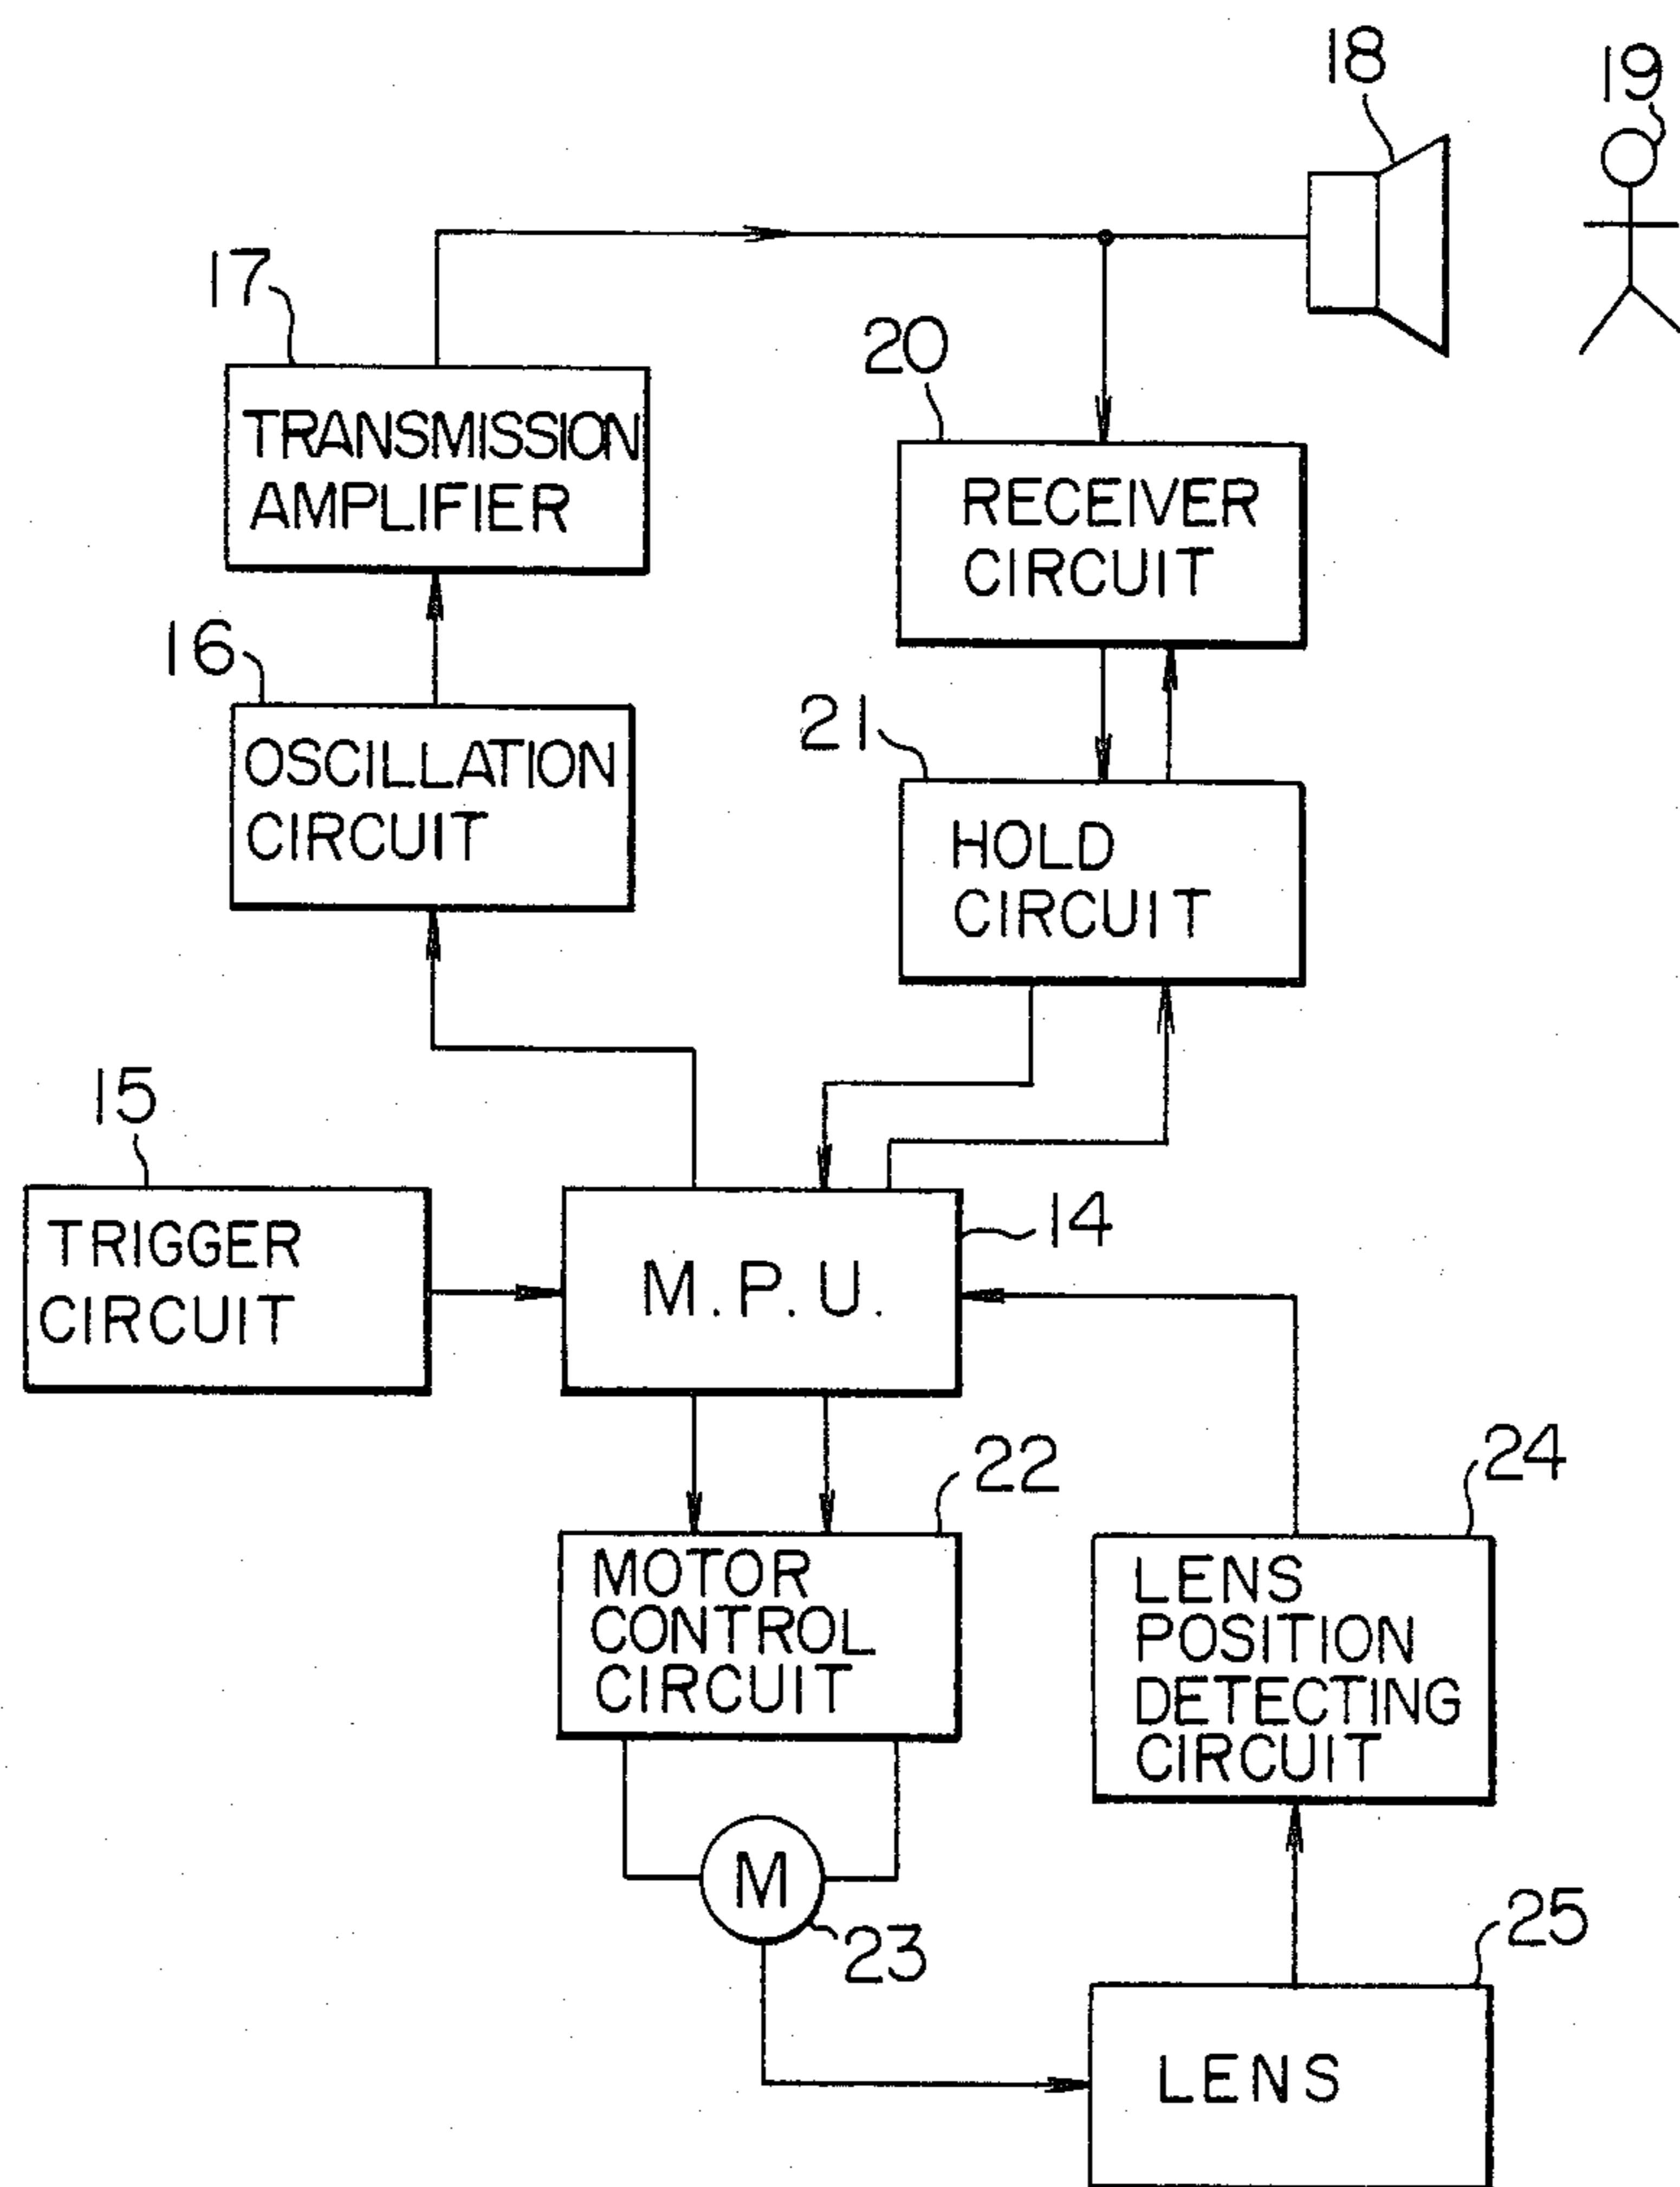 18
19
17
TRANSMISSION
AMPLIFIER
20
RECEIVER
CIRCUIT
16
OSCILLATION
CIRCUIT
21
HOLD
CIRCUIT
15
TRIGGER
CIRCUIT
14
M.P.U.
22
MOTOR
CONTROL
CIRCUIT
24
LENS
POSITION
DETECTING
CIRCUIT
M
23
25
LENS